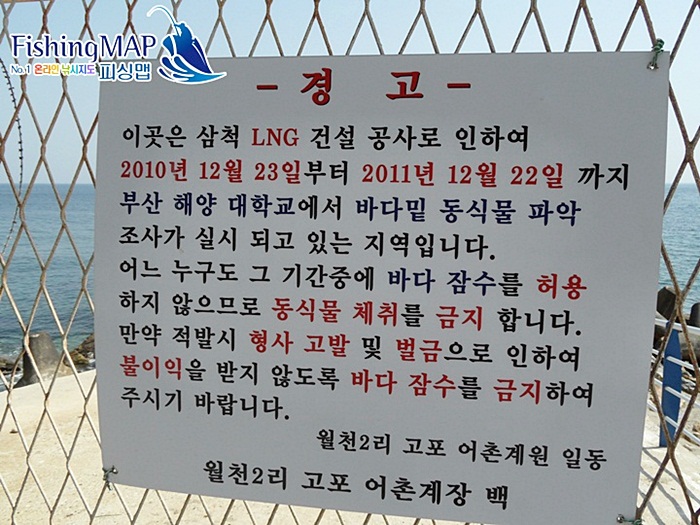 FishingMAP
No.1 온라인 낚시지도 피싱맵
- 경 고 -
이곳은 삼척 LNG 건설 공사로 인하여
2010년 12월 23일부터 2011년 12월 22일 까지
부산 해양 대학교에서 바다밑 동식물 파악
조사가 실시 되고 있는 지역입니다.
어느 누구도 그 기간중에 바다 잠수를 허용
하지 않으므로 동식물 체취를 금지 합니다.
만약 적발시 형사 고발 및 벌금으로 인하여
불이익을 받지 않도록 바다 잠수를 금지하여
주시기 바랍니다.
월천2리 고포 어촌계원 일동
월천2리 고포 어촌계장 백